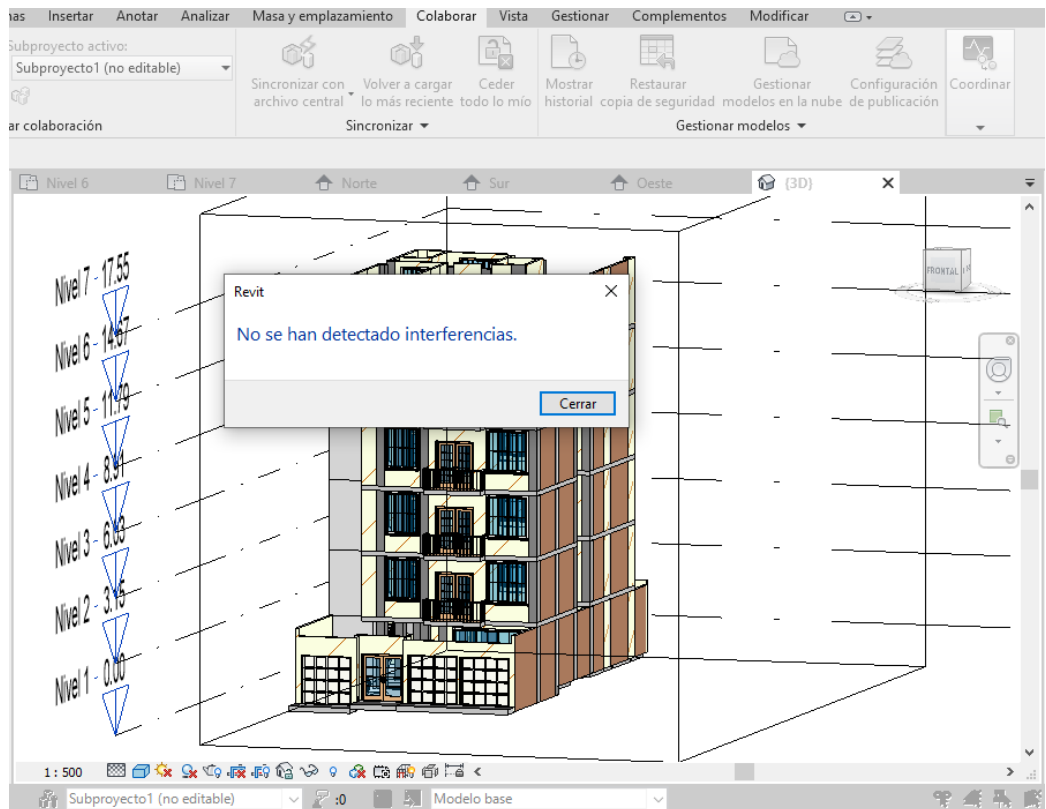 nas Insertar Anotar Analizar Masa y emplazamiento Colaborar Vista Gestionar Complementos Modificar
Subproyecto activo:
Subproyecto1 (no editable)
Sincronizar con archivo central
Volver a cargar lo más reciente
Ceder todo lo mío
Mostrar historial
Restaurar copia de seguridad
Gestionar modelos en la nube
Configuración de publicación
Coordinar
ar colaboración
Sincronizar
Gestionar modelos
Nivel 6
Nivel 7
Norte
Sur
Oeste
{3D}
Nivel 7 - 17.55
Nivel 6 - 14.67
Nivel 5 - 11.79
Nivel 4 - 8.91
Nivel 3 - 6.03
Nivel 2 - 3.15
Nivel 1 - 0.00
FRONTAL
Revit
No se han detectado interferencias.
Cerrar
1 : 500
Subproyecto1 (no editable)
:0
Modelo base